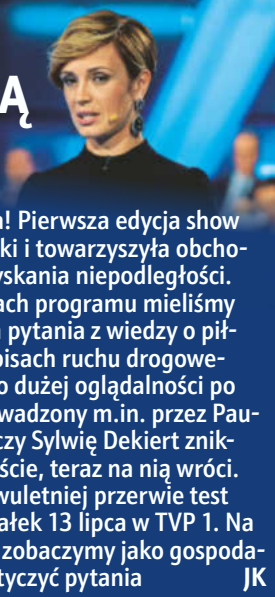 Ą
! Pierwsza edycja show
ki i towarzyszyła obcho-
yskania niepodległości.
ach programu mieliśmy
pytania z wiedzy o pił-
pisach ruchu drogowe-
o dużej oglądalności po
wadzony m.in. przez Pau-
czy Sylwię Dekiert znik-
ście, teraz na nią wróci.
wuletniej przerwie test
ałek 13 lipca w TVP 1. Na
zobaczymy jako gospoda-
tyczyć pytania JK